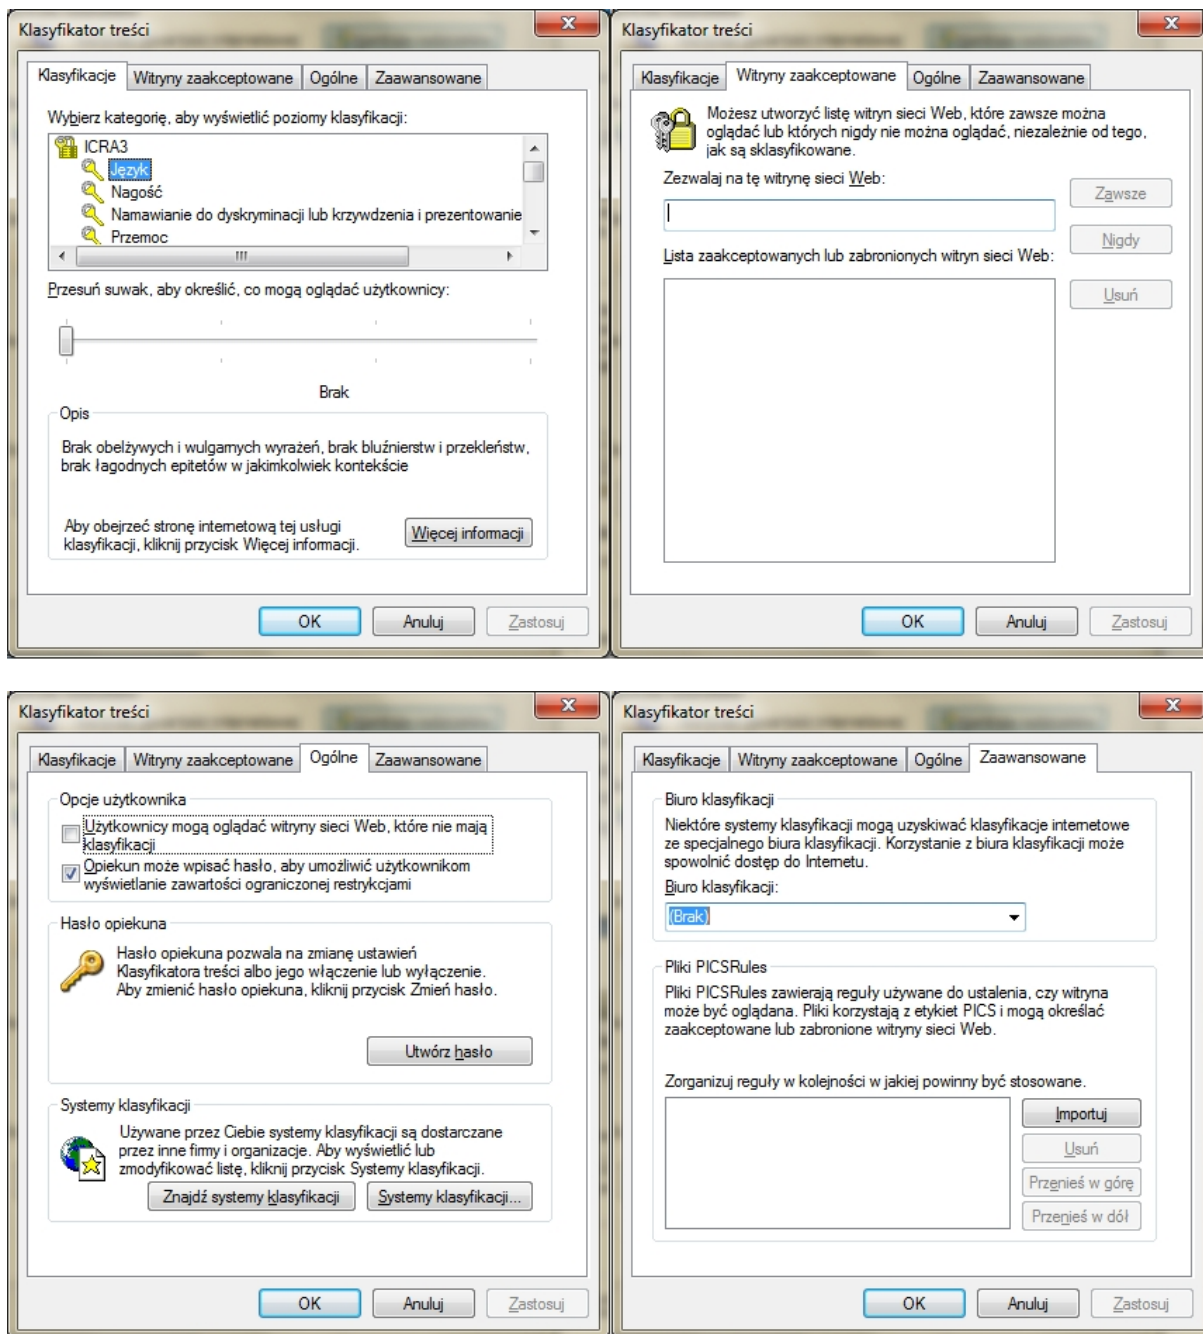 Klasyfikator treści
Klasyfikacje Witryny zaakceptowane Ogólne Zaawansowane
Wybierz kategorię, aby wyświetlić poziomy klasyfikacji:
ICRA3
Język
Nagość
Namawianie do dyskryminacji lub krzywdzenia i prezentowanie
Przemoc
Przesuń suwak, aby określić, co mogą oglądać użytkownicy:
Brak
Opis
Brak obelżywych i wulgarnych wyrażeń, brak bluźnierstw i przekleństw,
brak łagodnych epitetów w jakimkolwiek kontekście
Aby obejrzeć stronę internetową tej usługi
klasyfikacji, kliknij przycisk Więcej informacji.
Więcej informacji
OK Anuluj Zastosuj
Klasyfikator treści
Klasyfikacje Witryny zaakceptowane Ogólne Zaawansowane
Możesz utworzyć listę witryn sieci Web, które zawsze można
oglądać lub których nigdy nie można oglądać, niezależnie od tego,
jak są sklasyfikowane.
Zezwalaj na tę witrynę sieci Web:
Zawsze
Nigdy
Lista zaakceptowanych lub zabronionych witryn sieci Web:
Usuń
OK Anuluj Zastosuj
Klasyfikator treści
Klasyfikacje Witryny zaakceptowane Ogólne Zaawansowane
Opcje użytkownika
Użytkownicy mogą oglądać witryny sieci Web, które nie mają
klasyfikacji
Opiekun może wpisać hasło, aby umożliwić użytkownikom
wyświetlanie zawartości ograniczonej restrykcjami
Hasło opiekuna
Hasło opiekuna pozwala na zmianę ustawień
Klasyfikatora treści albo jego włączenie lub wyłączenie.
Aby zmienić hasło opiekuna, kliknij przycisk Zmień hasło.
Utwórz hasło
Systemy klasyfikacji
Używane przez Ciebie systemy klasyfikacji są dostarczane
przez inne firmy i organizacje. Aby wyświetlić lub
zmodyfikować listę, kliknij przycisk Systemy klasyfikacji.
Znajdź systemy klasyfikacji Systemy klasyfikacji...
OK Anuluj Zastosuj
Klasyfikator treści
Klasyfikacje Witryny zaakceptowane Ogólne Zaawansowane
Biuro klasyfikacji
Niektóre systemy klasyfikacji mogą uzyskiwać klasyfikacje internetowe
ze specjalnego biura klasyfikacji. Korzystanie z biura klasyfikacji może
spowolnić dostęp do Internetu.
Biuro klasyfikacji:
(Brak)
Pliki PICSRules
Pliki PICSRules zawierają reguły używane do ustalenia, czy witryna
może być oglądana. Pliki korzystają z etykiet PICS i mogą określać
zaakceptowane lub zabronione witryny sieci Web.
Zorganizuj reguły w kolejności w jakiej powinny być stosowane.
Importuj
Usuń
Przenieś w górę
Przenieś w dół
OK Anuluj Zastosuj